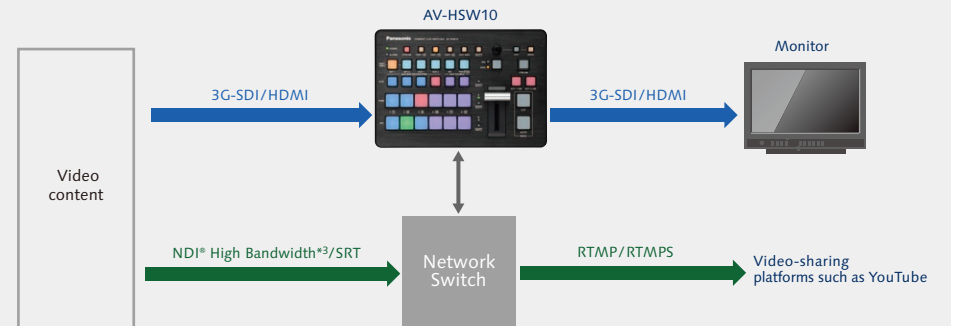 AV-HSW10
Monitor
Panasonic
3G-SDI/HDMI
3G-SDI/HDMI
Video
content
NDI® High Bandwidth*3/SRT
Network
Switch
RTMP/RTMPS
Video-sharing
platforms such as YouTube